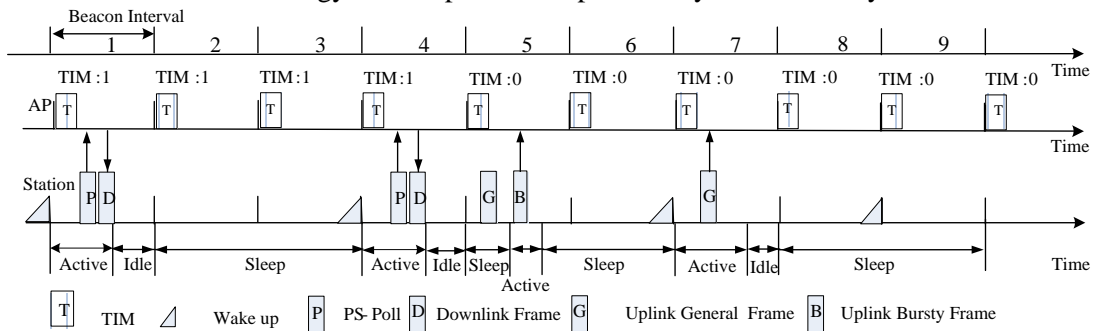 Beacon Interval
1 2 3 4 5 6 7 8 9
Time
TIM :1 TIM :1 TIM :1 TIM:1 TIM:0 TIM:0 TIM:0 TIM :0 TIM :0 TIM :0
AP T T T T T T T T T T
Time
Station
P D P D G B G
Active Idle Sleep Active Idle Sleep Sleep Active Idle Sleep Time
Active
T TIM Wake up P PS- Poll D Downlink Frame G Uplink General Frame B Uplink Bursty Frame